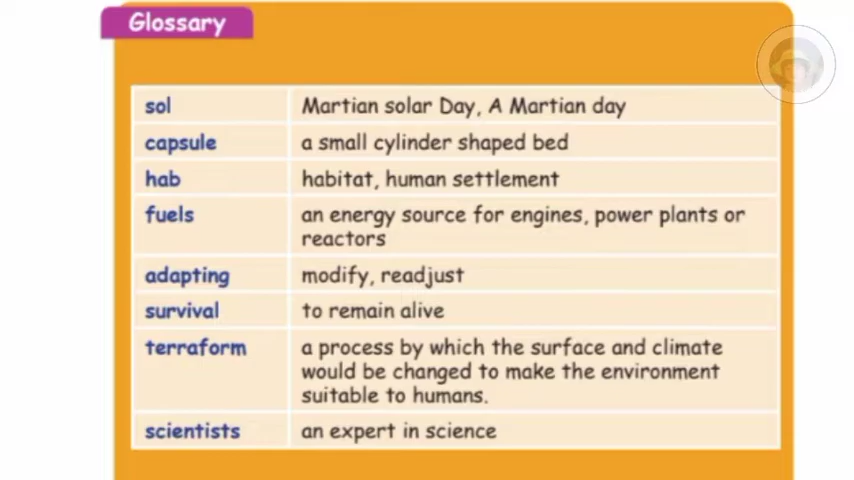 Glossary
sol Martian solar Day, A Martian day
capsule a small cylinder shaped bed
hab habitat, human settlement
fuels an energy source for engines, power plants or
reactors
adapting modify, readjust
survival to remain alive
terraform a process by which the surface and climate
would be changed to make the environment
suitable to humans.
scientists an expert in science